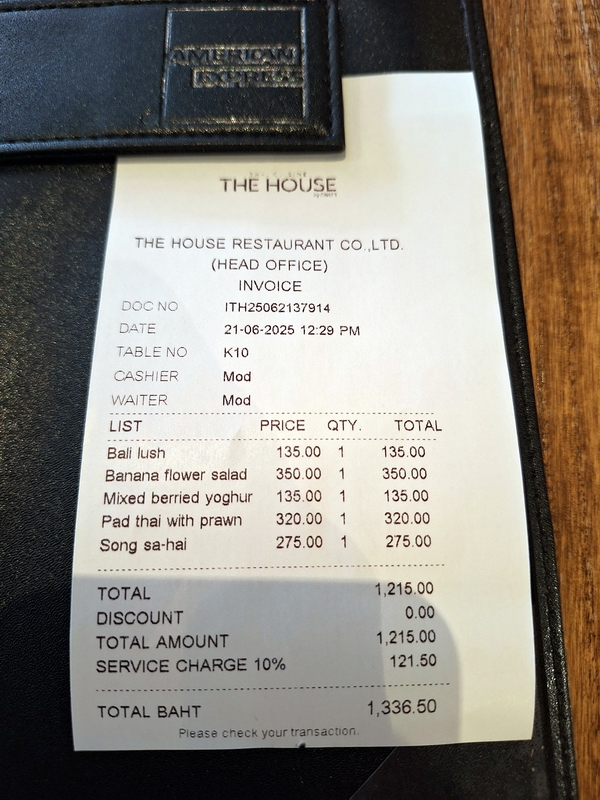 AMERICAN
EXPRESS
THE HOUSE
THE HOUSE RESTAURANT CO.,LTD.
(HEAD OFFICE)
INVOICE
DOC NO ITH25062137914
DATE 21-06-2025 12:29 PM
TABLE NO K10
CASHIER Mod
WAITER Mod
LIST PRICE QTY. TOTAL
Bali lush 135.00 1 135.00
Banana flower salad 350.00 1 350.00
Mixed berried yoghur 135.00 1 135.00
Pad thai with prawn 320.00 1 320.00
Song sa-hai 275.00 1 275.00
TOTAL 1,215.00
DISCOUNT 0.00
TOTAL AMOUNT 1,215.00
SERVICE CHARGE 10% 121.50
TOTAL BAHT 1,336.50
Please check your transaction.